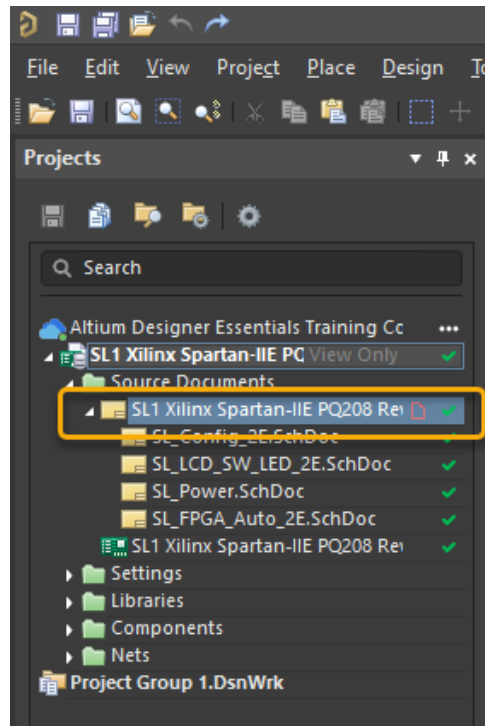 File Edit View Project Place Design
Projects
Search
Altium Designer Essentials Training Cc
SL1 Xilinx Spartan-IIE PQ View Only
Source Documents
SL1 Xilinx Spartan-IIE PQ208 Rev
SL_Config_2E.SchDoc
SL_LCD_SW_LED_2E.SchDoc
SL_Power.SchDoc
SL_FPGA_Auto_2E.SchDoc
SL1 Xilinx Spartan-IIE PQ208 Rev
Settings
Libraries
Components
Nets
Project Group 1.DsnWrk